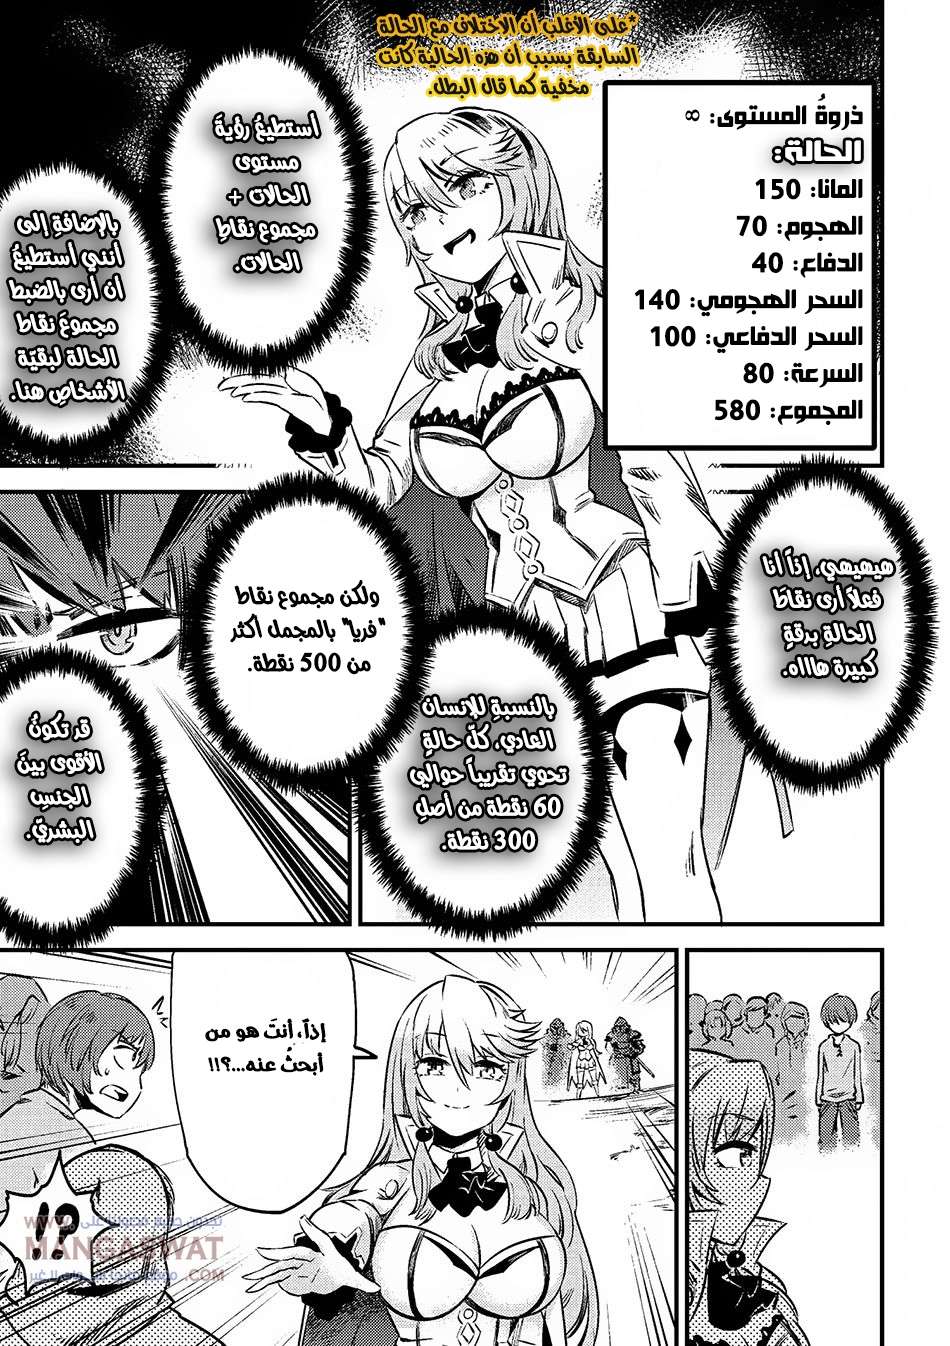 *على الأغلب أن الاختلاف مع الحالة
السابقة بسبب أن هذه الحالية كانت
مخفية كما قال البطل.
ذروةُ المستوى: ∞
الحالة:
المانا: 150
الهجوم: 70
الدفاع: 40
السحر الهجومي: 140
السحر الدفاعي: 100
السرعة: 80
المجموع: 580
أستطيعُ رؤيةَ
مستوى
الحالات +
مجموع نقاطِ
الحالات.
بالإضافةِ إلى
أنني أستطيعُ
أن أرى بالضبط
مجموعَ نقاط
الحالة لبقيّة
الأشخاصِ هنا.
هيهيهي، إذاً أنا
فعلاً أرى نقاطَ
الحالةِ بدقةٍ
كبيرة هاااه.
بالنسبةِ للإنسان
العادي، كلّ حالةٍ
تحوي تقريباً حوالي
60 نقطة من أصلِ
300 نقطة.
ولكن مجموع نقاط
"فريا" بالمجمل أكثر
من 500 نقطة.
قد تكونُ
الأقوى بينَ
الجنسِ
البشريّ.
إذاً، أنتَ هو من
أبحثُ عنه...؟!!
!?
WWW.
MANGASWAT
.COM